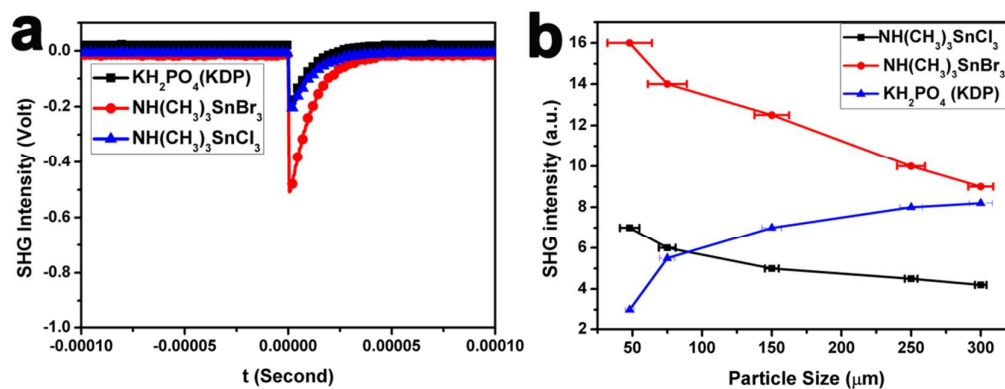 a
0.0
-0.2
-0.4
-0.6
-0.8
-1.0
SHG Intensity (Volt)
KH₂PO₄(KDP)
NH(CH₃)₃SnBr₃
NH(CH₃)₃SnCl₃
-0.00010 -0.00005 0.00000 0.00005 0.00010
t (Second)
b
16
14
12
10
8
6
4
2
SHG intensity (a.u.)
NH(CH₃)₃SnCl₃
NH(CH₃)₃SnBr₃
KH₂PO₄ (KDP)
50 100 150 200 250 300
Particle Size (μm)